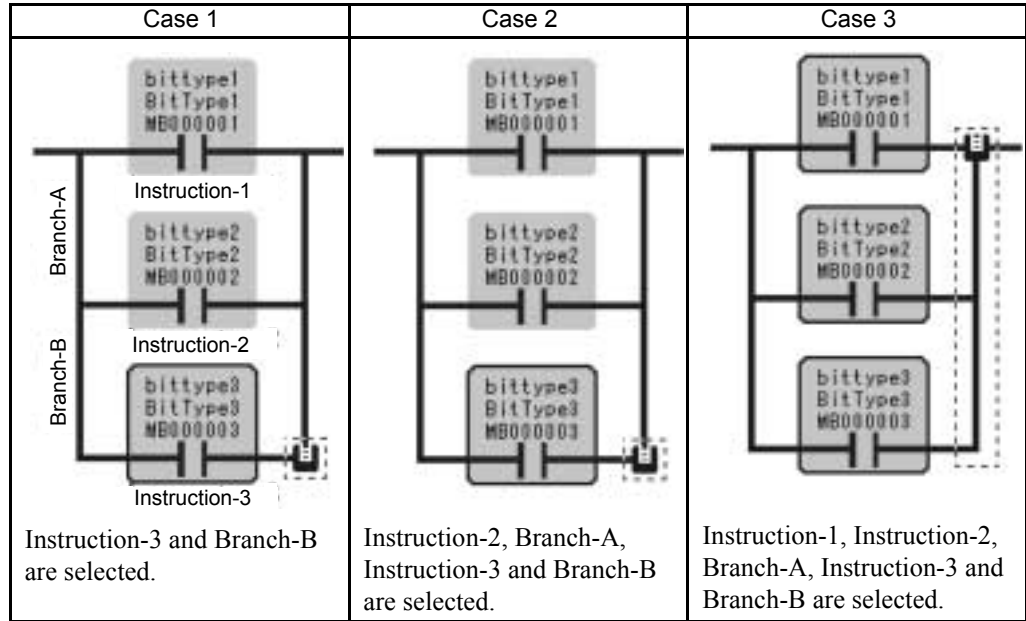 Case 1
Case 2
Case 3
bittype1
BitType1
MB000001
Instruction-1
Branch-A
bittype2
BitType2
MB000002
Instruction-2
Branch-B
bittype3
BitType3
MB000003
Instruction-3
Instruction-3 and Branch-B
are selected.
bittype1
BitType1
MB000001
bittype2
BitType2
MB000002
bittype3
BitType3
MB000003
Instruction-2, Branch-A,
Instruction-3 and Branch-B
are selected.
bittype1
BitType1
MB000001
bittype2
BitType2
MB000002
bittype3
BitType3
MB000003
Instruction-1, Instruction-2,
Branch-A, Instruction-3 and
Branch-B are selected.